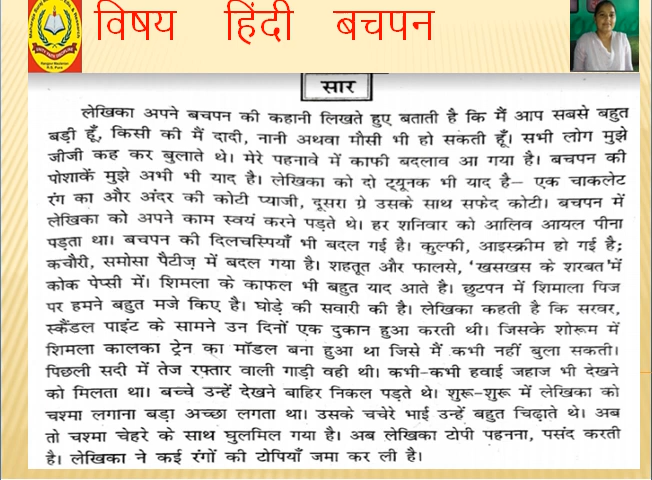 विषय हिंदी बचपन
सार
लेखिका अपने बचपन की कहानी लिखते हुए बताती है कि मैं आप सबसे बहुत
बड़ी हूँ, किसी की मैं दादी, नानी अथवा मौसी भी हो सकती हूँ। सभी लोग मुझे
जीजी कह कर बुलाते थे। मेरे पहनावे में काफी बदलाव आ गया है। बचपन की
पोशाकें मुझे अभी भी याद है। लेखिका को दो ट्यूनक भी याद है– एक चाकलेट
रंग का और अंदर की कोटी प्याजी, दूसरा ग्रे उसके साथ सफेद कोटी। बचपन में
लेखिका को अपने काम स्वयं करने पड़ते थे। हर शनिवार को आलिव आयल पीना
पड़ता था। बचपन की दिलचस्पियाँ भी बदल गई है। कुल्फी, आइस्क्रीम हो गई है;
कचौरी, समोसा पैटीज़ में बदल गया है। शहतूत और फालसे, 'खसखस के शरबत'में
कोक पेप्सी में। शिमला के काफल भी बहुत याद आते है। छुटपन में शिमाला पिज
पर हमने बहुत मजे किए है। घोड़े की सवारी की है। लेखिका कहती है कि सरवर,
स्कैंडल पाइंट के सामने उन दिनों एक दुकान हुआ करती थी। जिसके शोरूम में
शिमला कालका ट्रेन का मॉडल बना हुआ था जिसे मैं कभी नहीं बुला सकती।
पिछली सदी में तेज रफ्तार वाली गाड़ी वही थी। कभी-कभी हवाई जहाज भी देखने
को मिलता था। बच्चे उन्हें देखने बाहिर निकल पड़ते थे। शुरू-शुरू में लेखिका को
चश्मा लगाना बड़ा अच्छा लगता था। उसके चचेरे भाई उन्हें बहुत चिढ़ाते थे। अब
तो चश्मा चेहरे के साथ घुलमिल गया है। अब लेखिका टोपी पहनना, पसंद करती
है। लेखिका ने कई रंगों की टोपियाँ जमा कर ली है।